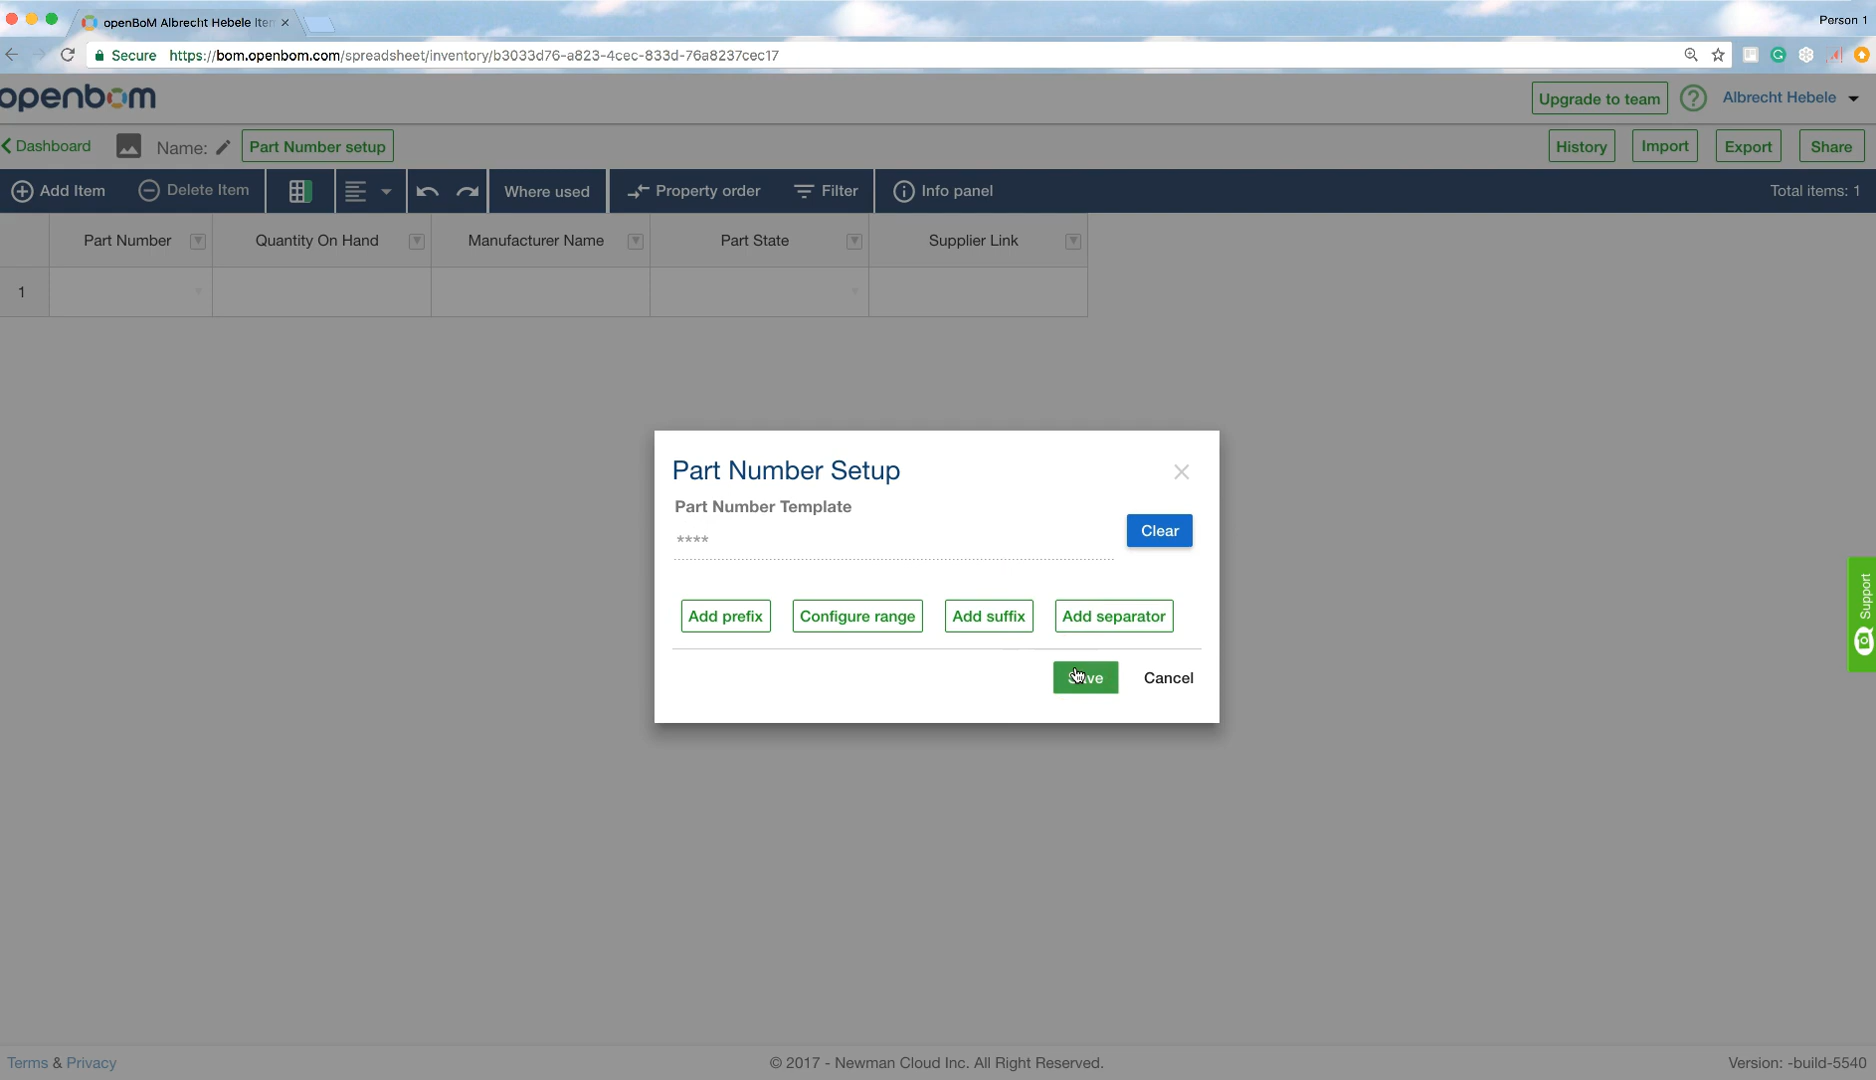 openBoM Albrecht Hebele Iter
Person 1
Secure https://bom.openbom.com/spreadsheet/inventory/b3033d76-a823-4cec-833d-76a8237cec17
openbom
Upgrade to team
Albrecht Hebele
Dashboard
Name:
Part Number setup
History
Import
Export
Share
Add Item
Delete Item
Where used
Property order
Filter
Info panel
Total items: 1
Part Number
Quantity On Hand
Manufacturer Name
Part State
Supplier Link
1
Part Number Setup
Part Number Template
****
Clear
Add prefix
Configure range
Add suffix
Add separator
Cancel
Support
Terms & Privacy
© 2017 - Newman Cloud Inc. All Right Reserved.
Version: -build-5540